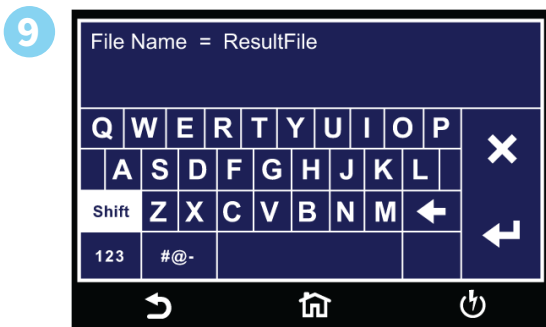 9
File Name = ResultFile
Q W E R T Y U I O P
A S D F G H J K L
Shift Z X C V B N M
123 #@-